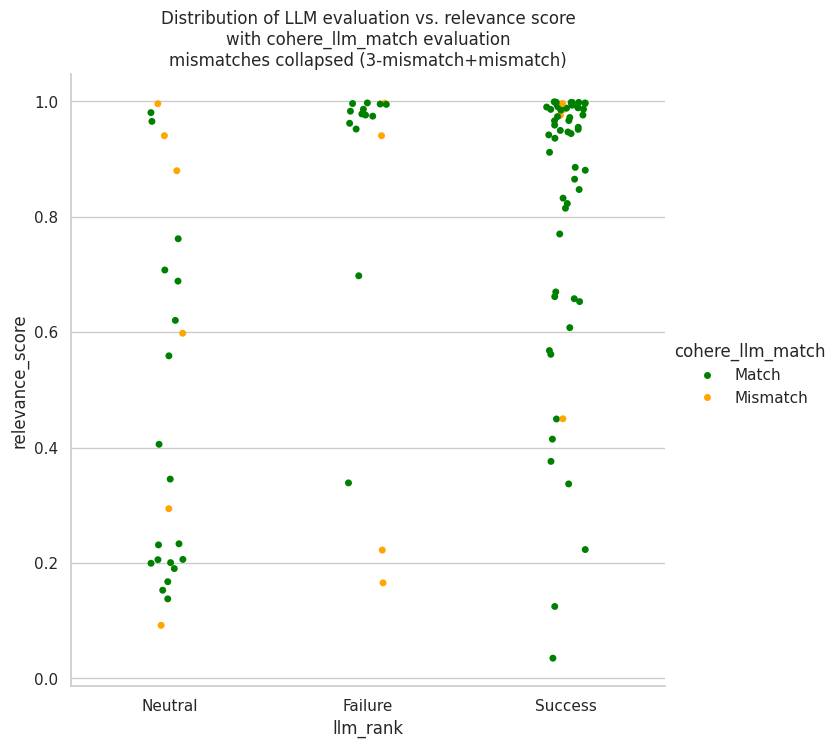 Distribution of LLM evaluation vs. relevance score
with cohere_llm_match evaluation
mismatches collapsed (3-mismatch+mismatch)
1.0
0.8
0.6
0.4
0.2
0.0
relevance_score
Neutral
Failure
Success
llm_rank
cohere_llm_match
Match
Mismatch